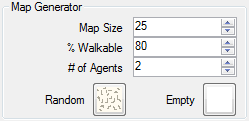 Map Generator
Map Size 25
% Walkable 80
# of Agents 2
Random Empty